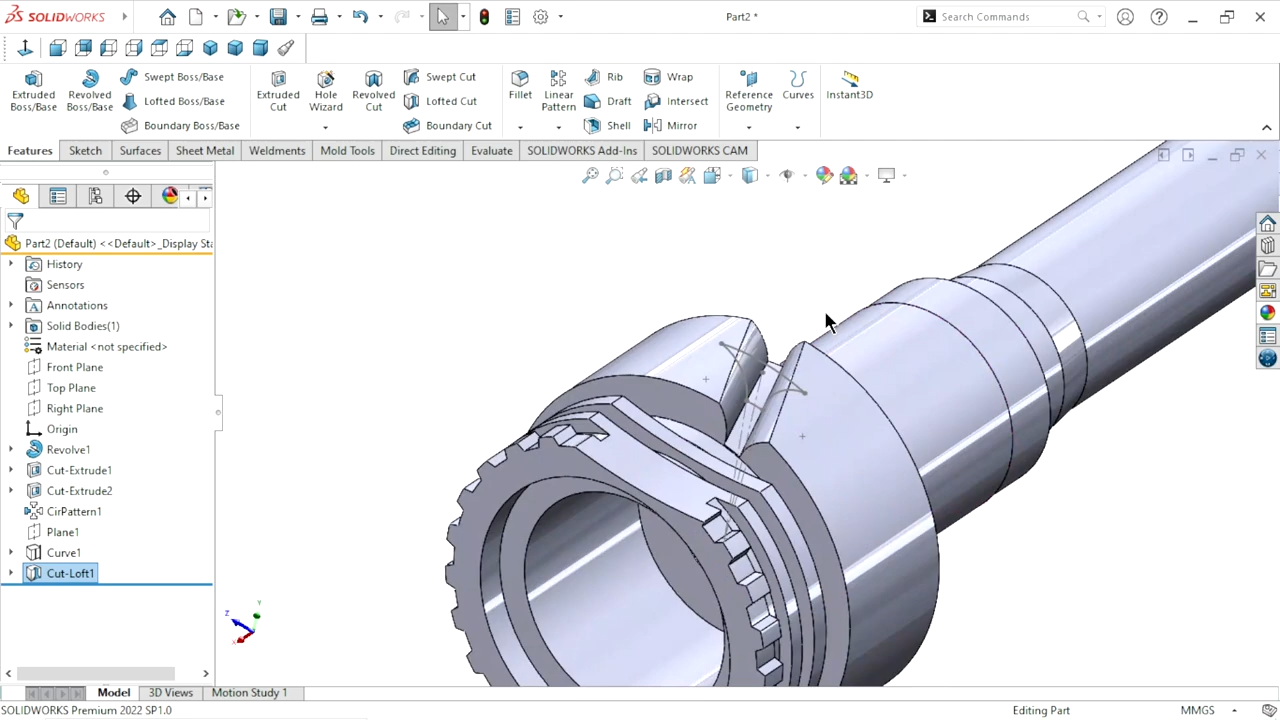 SOLIDWORKS
Part2 *
Search Commands
Extruded Boss/Base
Revolved Boss/Base
Swept Boss/Base
Lofted Boss/Base
Boundary Boss/Base
Extruded Cut
Hole Wizard
Revolved Cut
Swept Cut
Lofted Cut
Boundary Cut
Fillet
Linear Pattern
Rib
Draft
Shell
Wrap
Intersect
Mirror
Reference Geometry
Curves
Instant3D
Features
Sketch
Surfaces
Sheet Metal
Weldments
Mold Tools
Direct Editing
Evaluate
SOLIDWORKS Add-Ins
SOLIDWORKS CAM
Part2 (Default) <<Default>_Display Sta
History
Sensors
Annotations
Solid Bodies(1)
Material <not specified>
Front Plane
Top Plane
Right Plane
Origin
Revolve1
Cut-Extrude1
Cut-Extrude2
CirPattern1
Plane1
Curve1
Cut-Loft1
Y
Z
X
Model
3D Views
Motion Study 1
SOLIDWORKS Premium 2022 SP1.0
Editing Part
MMGS